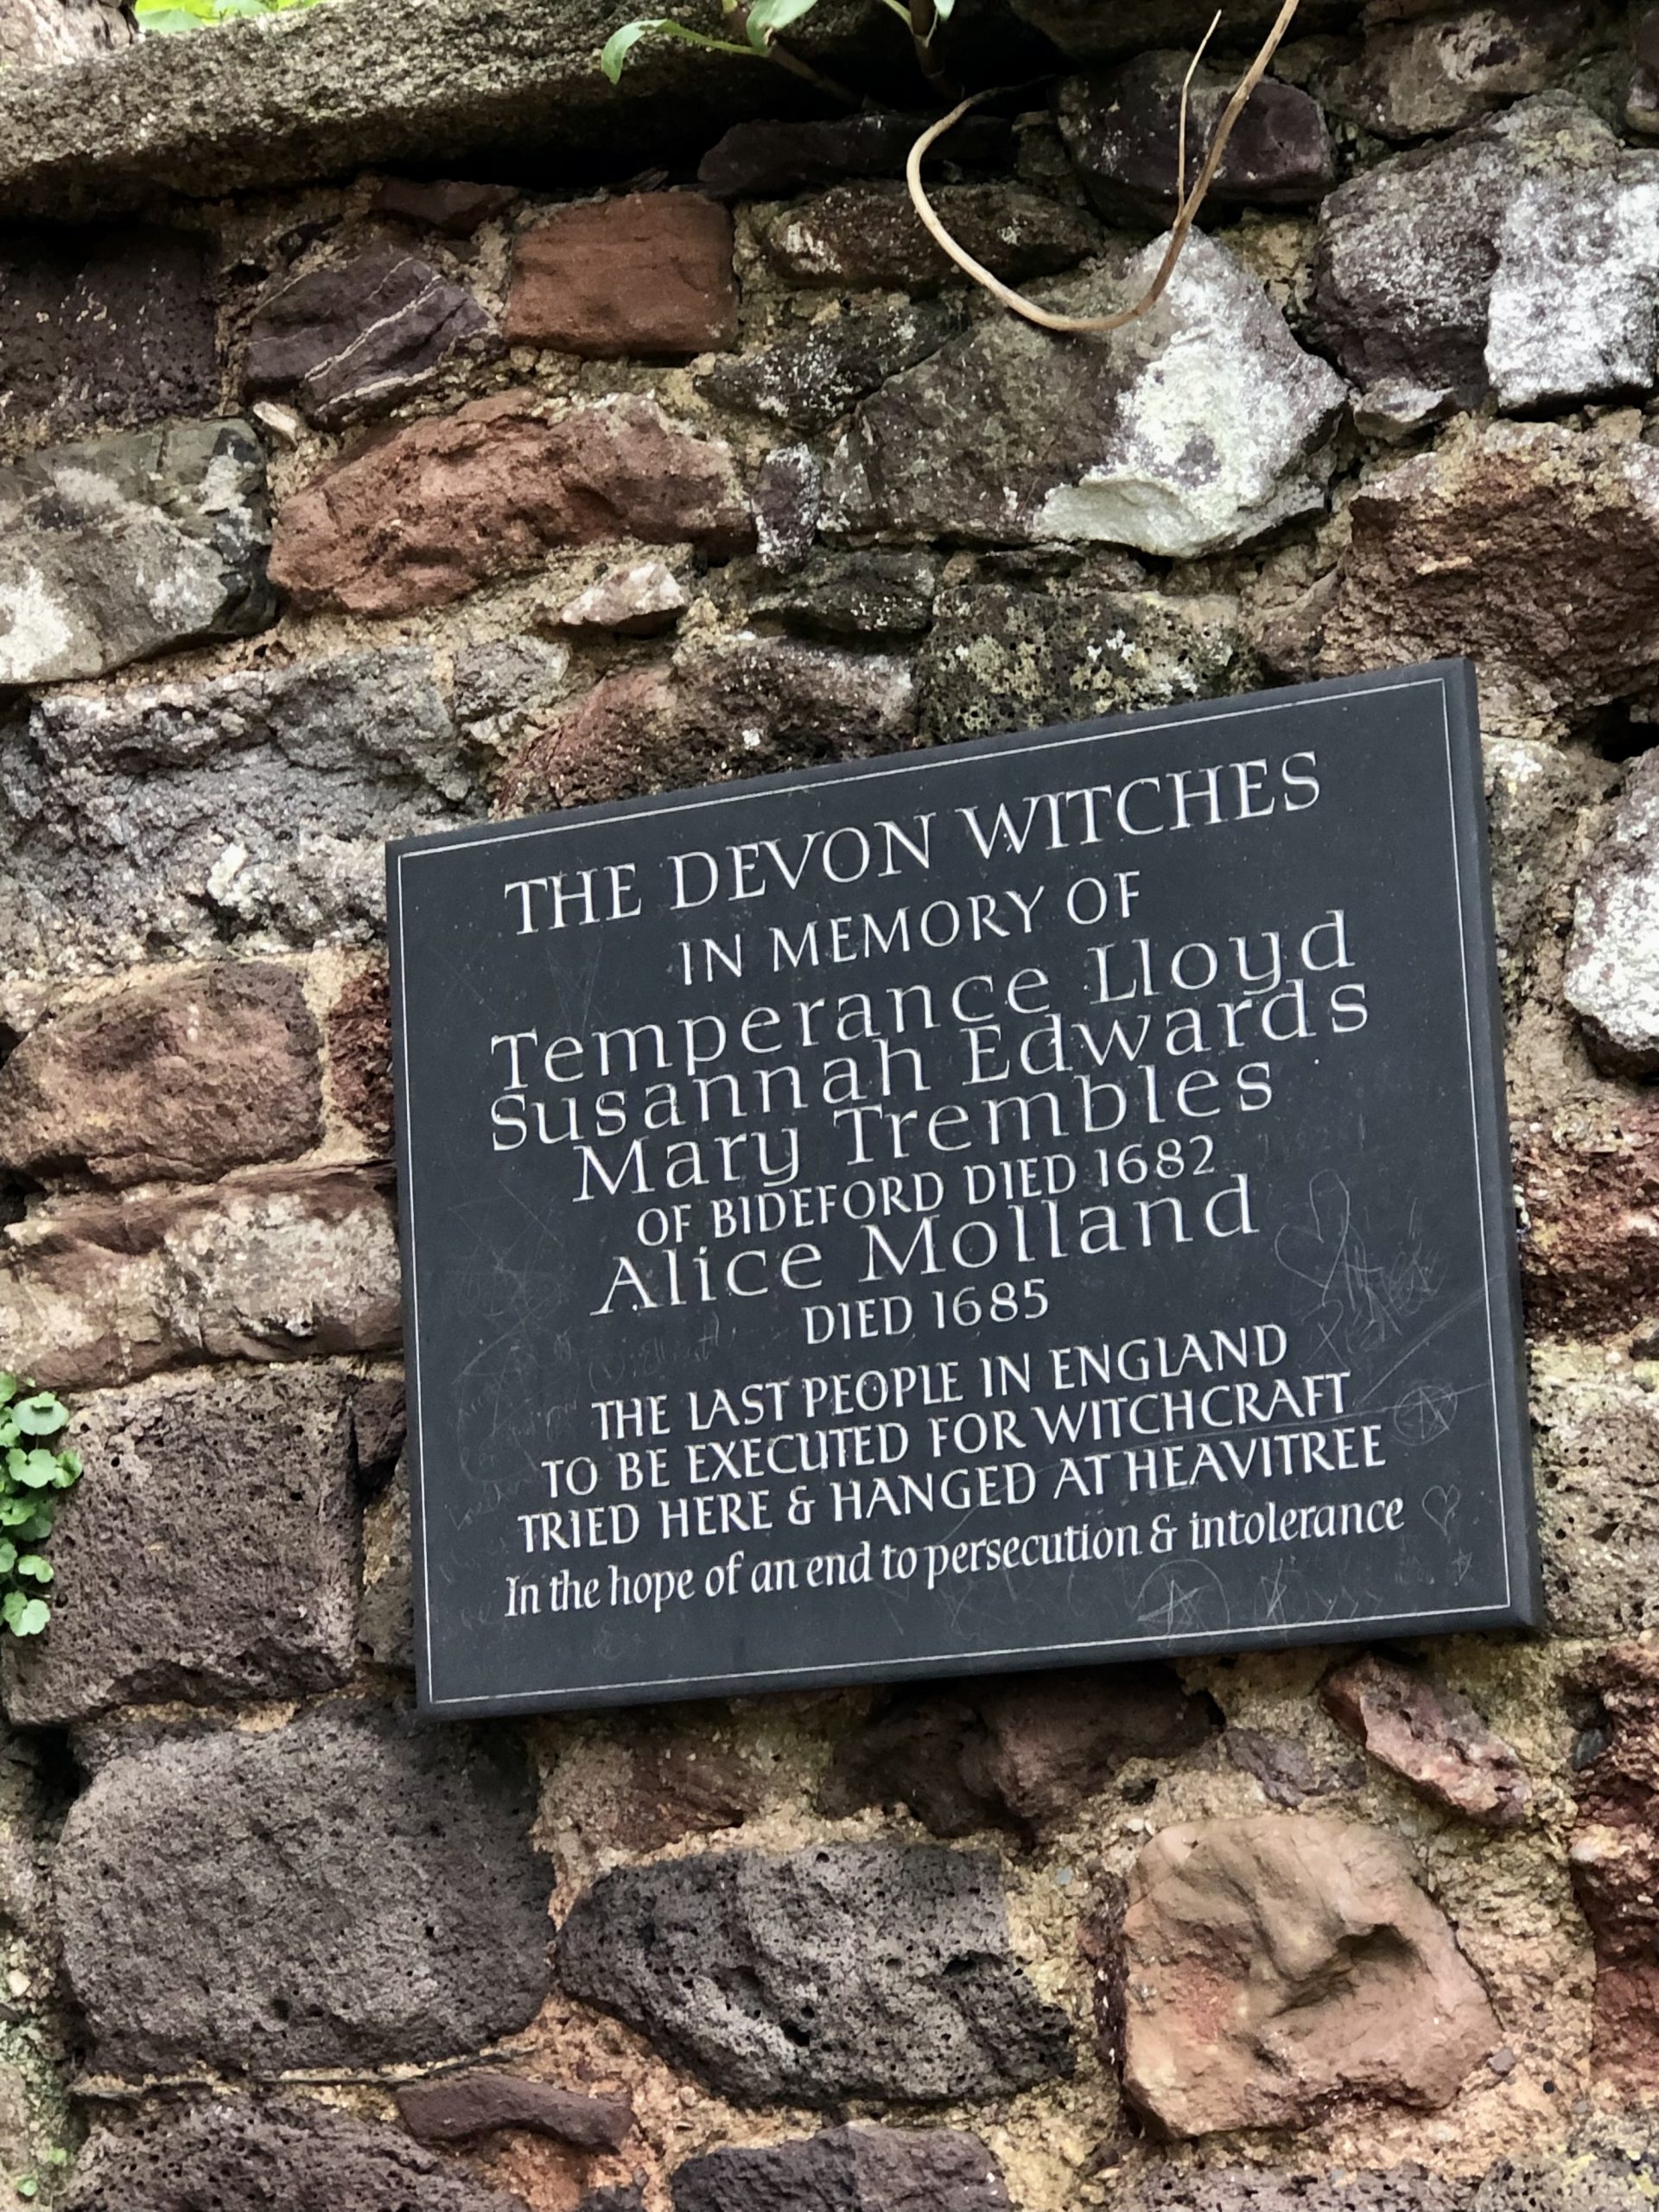 THE DEVON WITCHES
IN MEMORY OF
Temperance Lloyd
Susannah Edwards
Mary Trembles
OF BIDEFORD DIED 1682
Alice Molland
DIED 1685
THE LAST PEOPLE IN ENGLAND
TO BE EXECUTED FOR WITCHCRAFT
TRIED HERE & HANGED AT HEAVITREE
In the hope of an end to persecution & intolerance